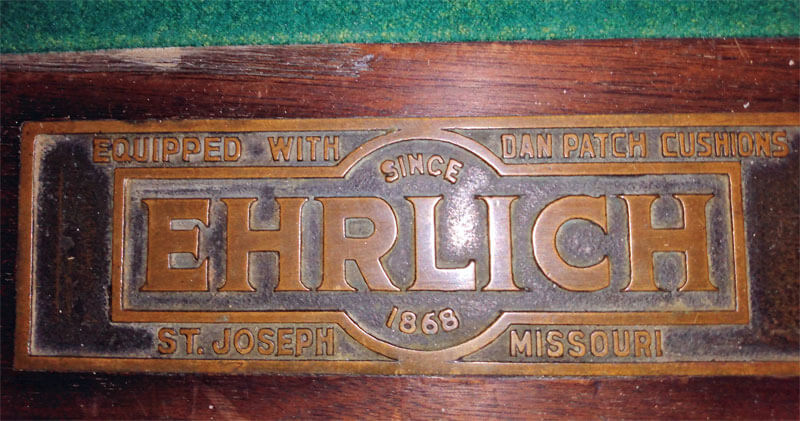 EQUIPPED WITH DAN PATCH CUSHIONS
SINCE
EHRLICH
1868
ST. JOSEPH MISSOURI